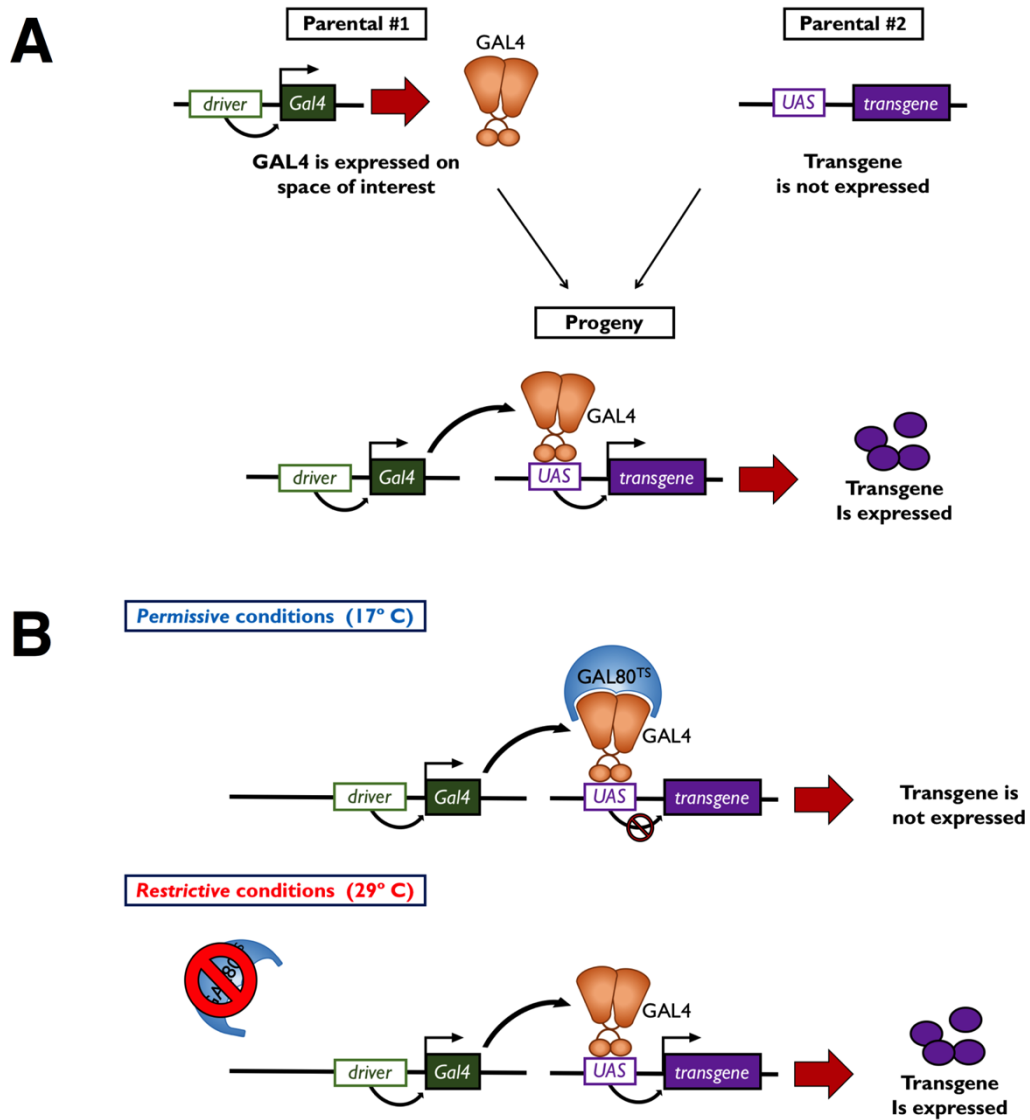 A
Parental #1
Parental #2
GAL4
driver
Gal4
UAS
transgene
GAL4 is expressed on
space of interest
Transgene
is not expressed
Progeny
GAL4
driver
Gal4
UAS
transgene
Transgene
Is expressed
B
Permissive conditions (17º C)
GAL80TS
GAL4
driver
Gal4
UAS
transgene
Transgene is
not expressed
Restrictive conditions (29º C)
GAL4
driver
Gal4
UAS
transgene
Transgene
Is expressed